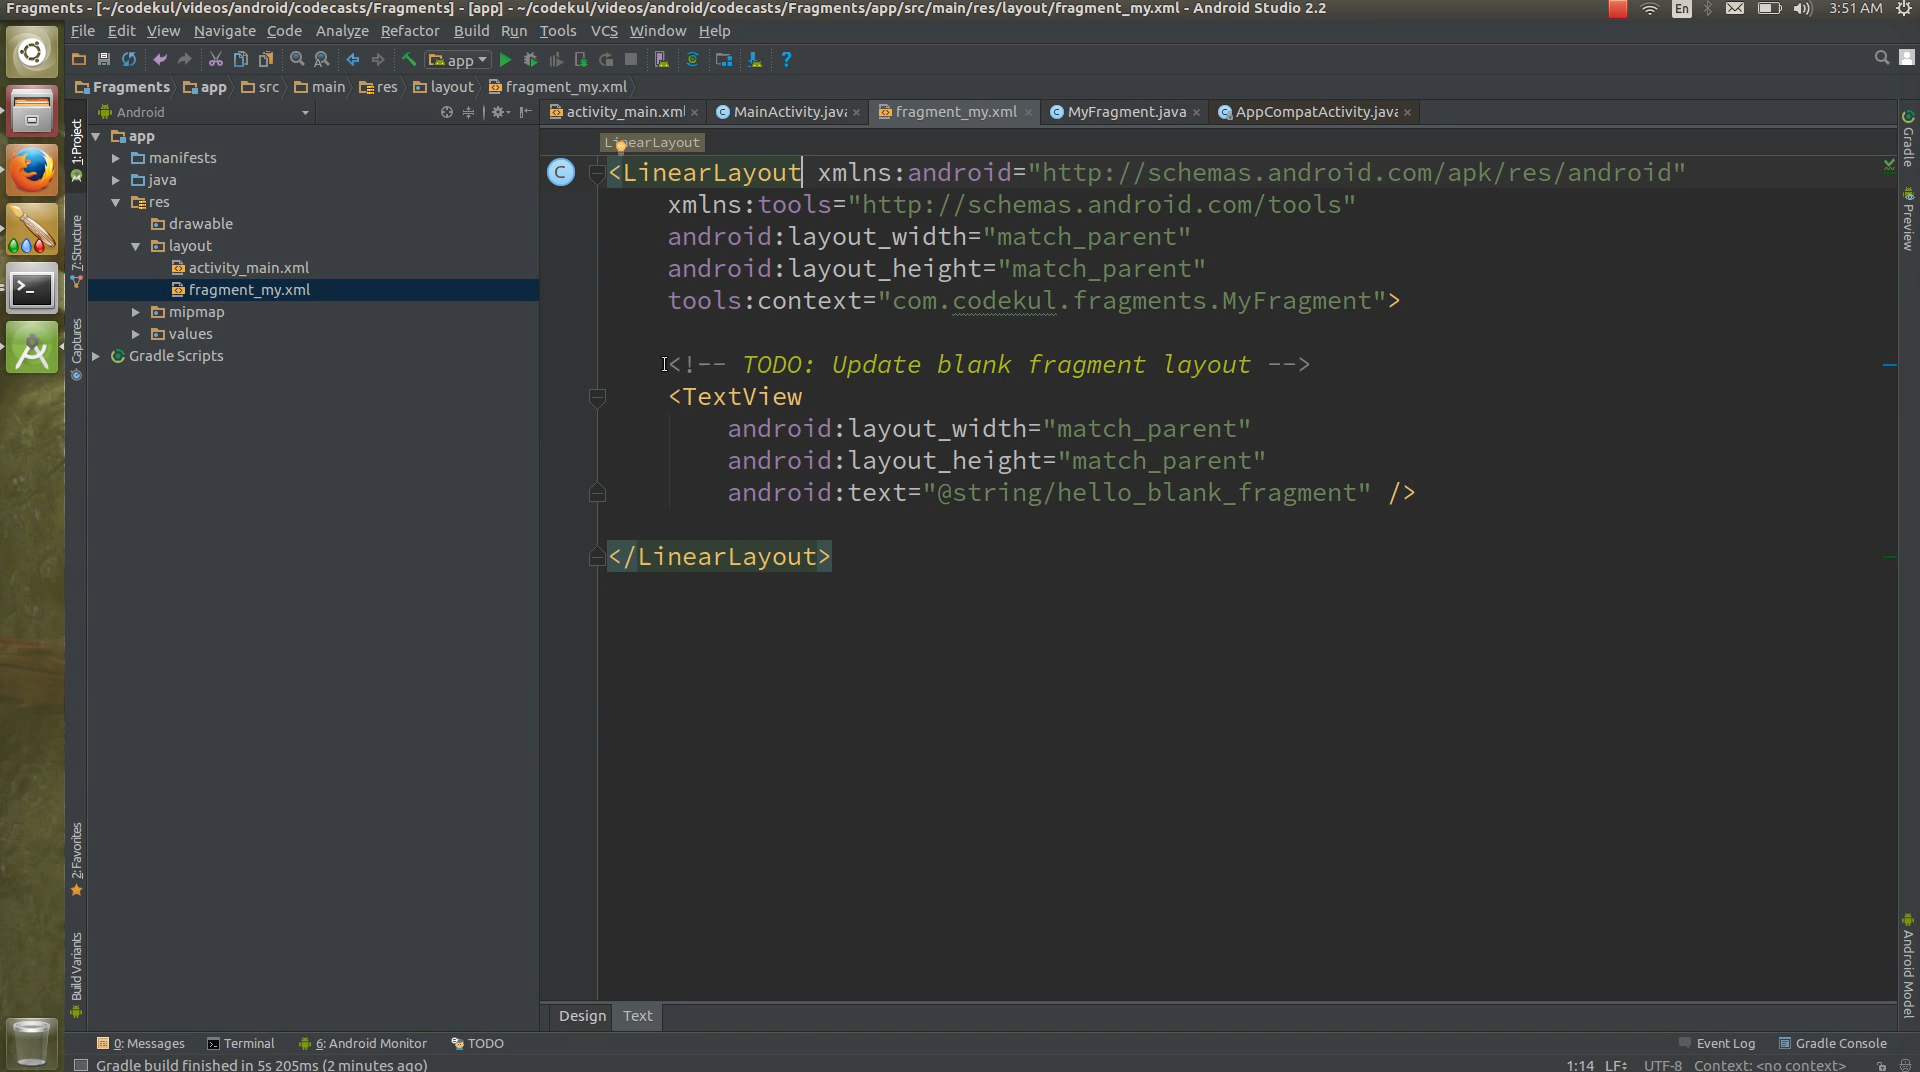 Fragments - [~/codekul/videos/android/codecasts/Fragments] - [app] - ~/codekul/videos/android/codecasts/Fragments/app/src/main/res/layout/fragment_my.xml - Android Studio 2.2
En
3:51 AM
File Edit View Navigate Code Analyze Refactor Build Run Tools VCS Window Help
app
Fragments app src main res layout fragment_my.xml
Android
activity_main.xml MainActivity.java fragment_my.xml MyFragment.java AppCompatActivity.java
1: Project
7: Structure
Captures
2: Favorites
Build Variants
app
manifests
java
res
drawable
layout
activity_main.xml
fragment_my.xml
mipmap
values
Gradle Scripts
LinearLayout
<LinearLayout xmlns:android="http://schemas.android.com/apk/res/android"
xmlns:tools="http://schemas.android.com/tools"
android:layout_width="match_parent"
android:layout_height="match_parent"
tools:context="com.codekul.fragments.MyFragment">
<!-- TODO: Update blank fragment layout -->
<TextView
android:layout_width="match_parent"
android:layout_height="match_parent"
android:text="@string/hello_blank_fragment" />
</LinearLayout>
Gradle
Preview
Android Model
Design Text
0: Messages Terminal 6: Android Monitor TODO
Event Log Gradle Console
Gradle build finished in 5s 205ms (2 minutes ago)
1:14 LF UTF-8 Context: <no context>